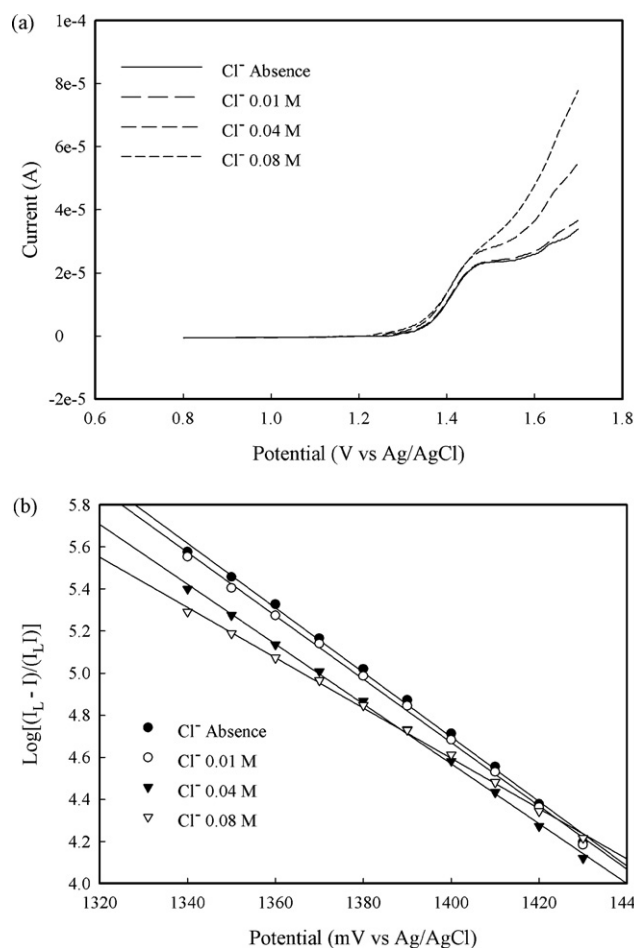 (a)
1e-4
8e-5
6e-5
4e-5
2e-5
0
-2e-5
Current (A)
Cl⁻ Absence
Cl⁻ 0.01 M
Cl⁻ 0.04 M
Cl⁻ 0.08 M
0.6 0.8 1.0 1.2 1.4 1.6 1.8
Potential (V vs Ag/AgCl)
(b)
5.8
5.6
5.4
5.2
5.0
4.8
4.6
4.4
4.2
4.0
Log[(I_L - I)/(I_L I)]
Cl⁻ Absence
Cl⁻ 0.01 M
Cl⁻ 0.04 M
Cl⁻ 0.08 M
1320 1340 1360 1380 1400 1420 144
Potential (mV vs Ag/AgCl)